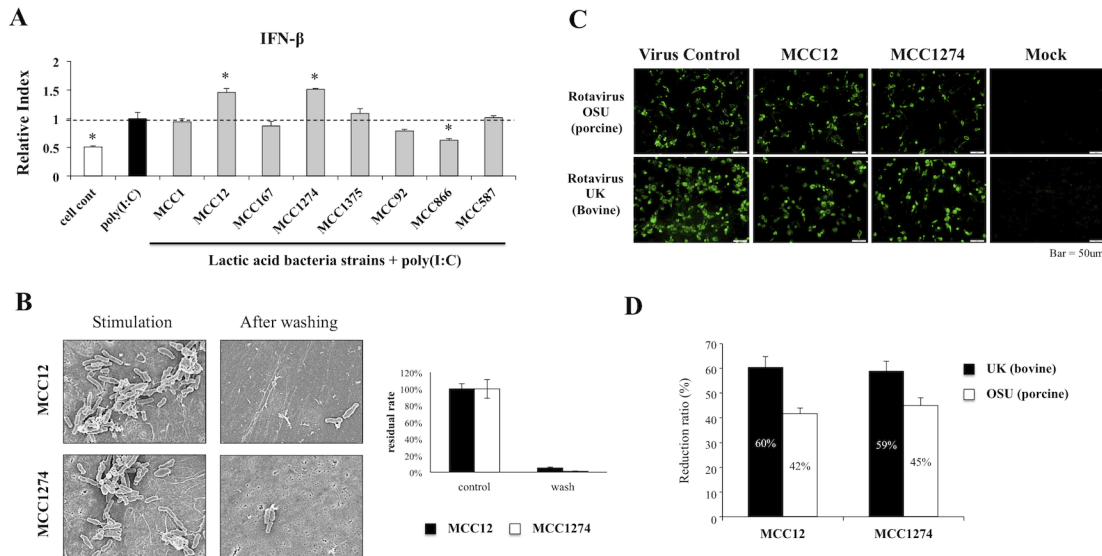 A
IFN-β
Relative Index
2
1.5
1
0.5
0
*
*
*
*
cell cont
poly(I:C)
MCC1
MCC12
MCC167
MCC1274
MCC1375
MCC92
MCC866
MCC587
Lactic acid bacteria strains + poly(I:C)
B
Stimulation
After washing
MCC12
MCC1274
residual rate
120%
100%
80%
60%
40%
20%
0%
control
wash
MCC12
MCC1274
C
Virus Control
MCC12
MCC1274
Mock
Rotavirus
OSU
(porcine)
Rotavirus
UK
(Bovine)
Bar = 50um
D
Reduction ratio (%)
70
60
50
40
30
20
10
0
60%
42%
59%
45%
MCC12
MCC1274
UK (bovine)
OSU (porcine)